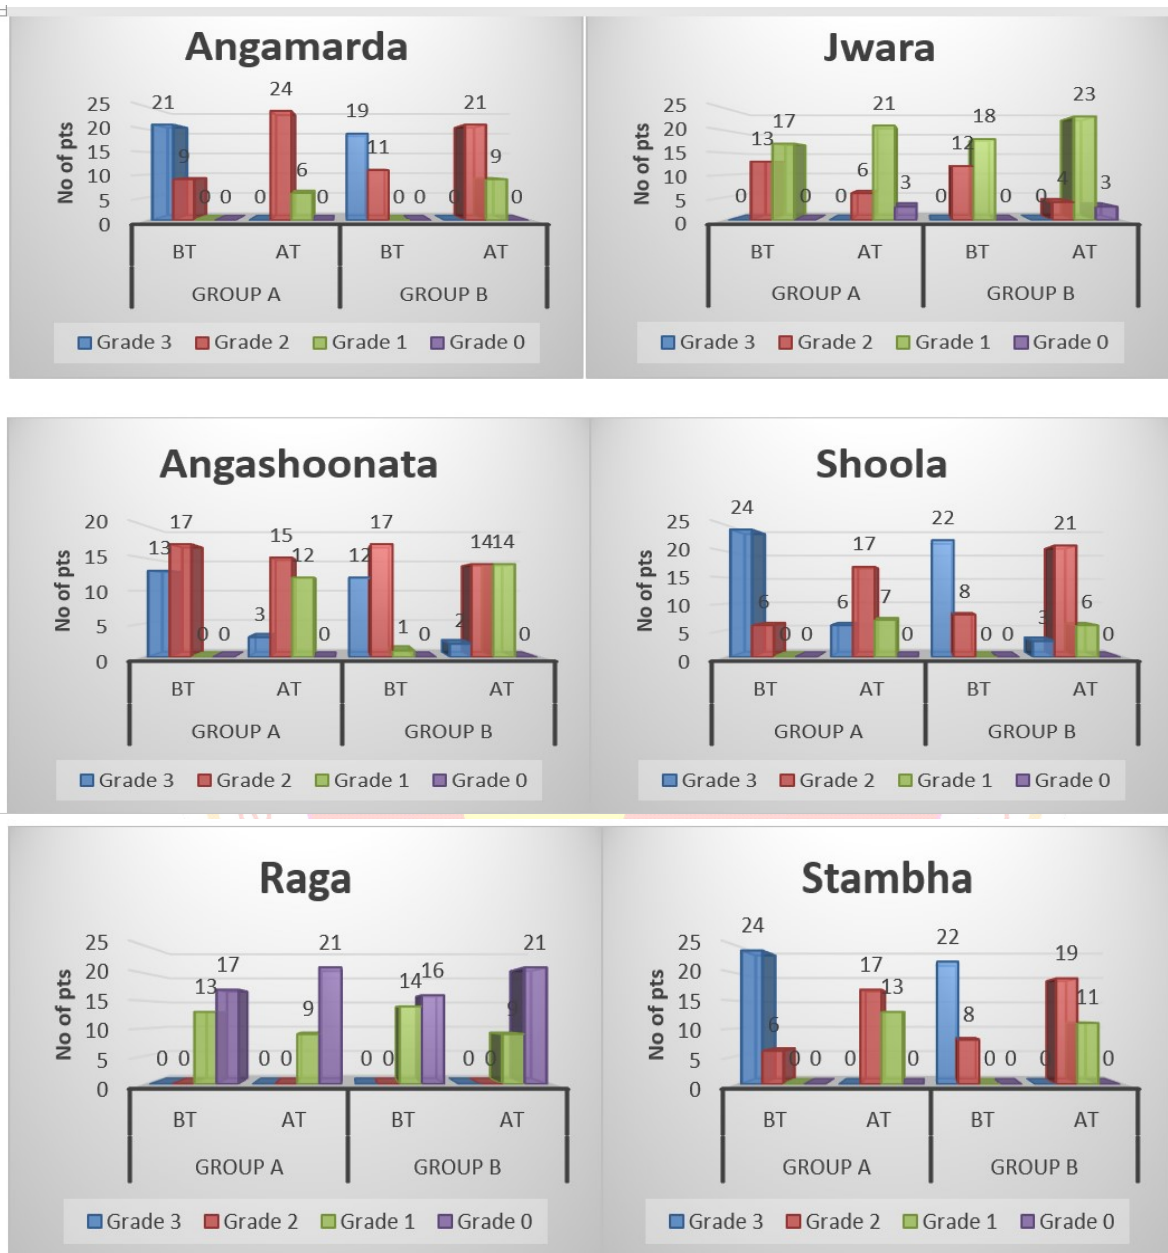 Angamarda
No of pts
25
20
15
10
5
0
21
9
0
0
0
24
6
0
19
11
0
0
0
21
9
0
BT
AT
BT
AT
GROUP A
GROUP B
Grade 3
Grade 2
Grade 1
Grade 0
Jwara
No of pts
25
20
15
10
5
0
0
13
17
0
0
6
21
3
0
12
18
0
0
4
23
3
BT
AT
BT
AT
GROUP A
GROUP B
Grade 3
Grade 2
Grade 1
Grade 0
Angashoonata
No of pts
20
15
10
5
0
13
17
0
0
3
15
12
0
12
17
1
0
2
14
14
0
BT
AT
BT
AT
GROUP A
GROUP B
Grade 3
Grade 2
Grade 1
Grade 0
Shoola
No of pts
25
20
15
10
5
0
24
6
0
0
6
17
7
0
22
8
0
0
3
21
6
0
BT
AT
BT
AT
GROUP A
GROUP B
Grade 3
Grade 2
Grade 1
Grade 0
Raga
No of pts
25
20
15
10
5
0
0
0
13
17
0
0
9
21
0
0
14
16
0
0
9
21
BT
AT
BT
AT
GROUP A
GROUP B
Grade 3
Grade 2
Grade 1
Grade 0
Stambha
No of pts
25
20
15
10
5
0
24
6
0
0
0
17
13
0
22
8
0
0
0
19
11
0
BT
AT
BT
AT
GROUP A
GROUP B
Grade 3
Grade 2
Grade 1
Grade 0